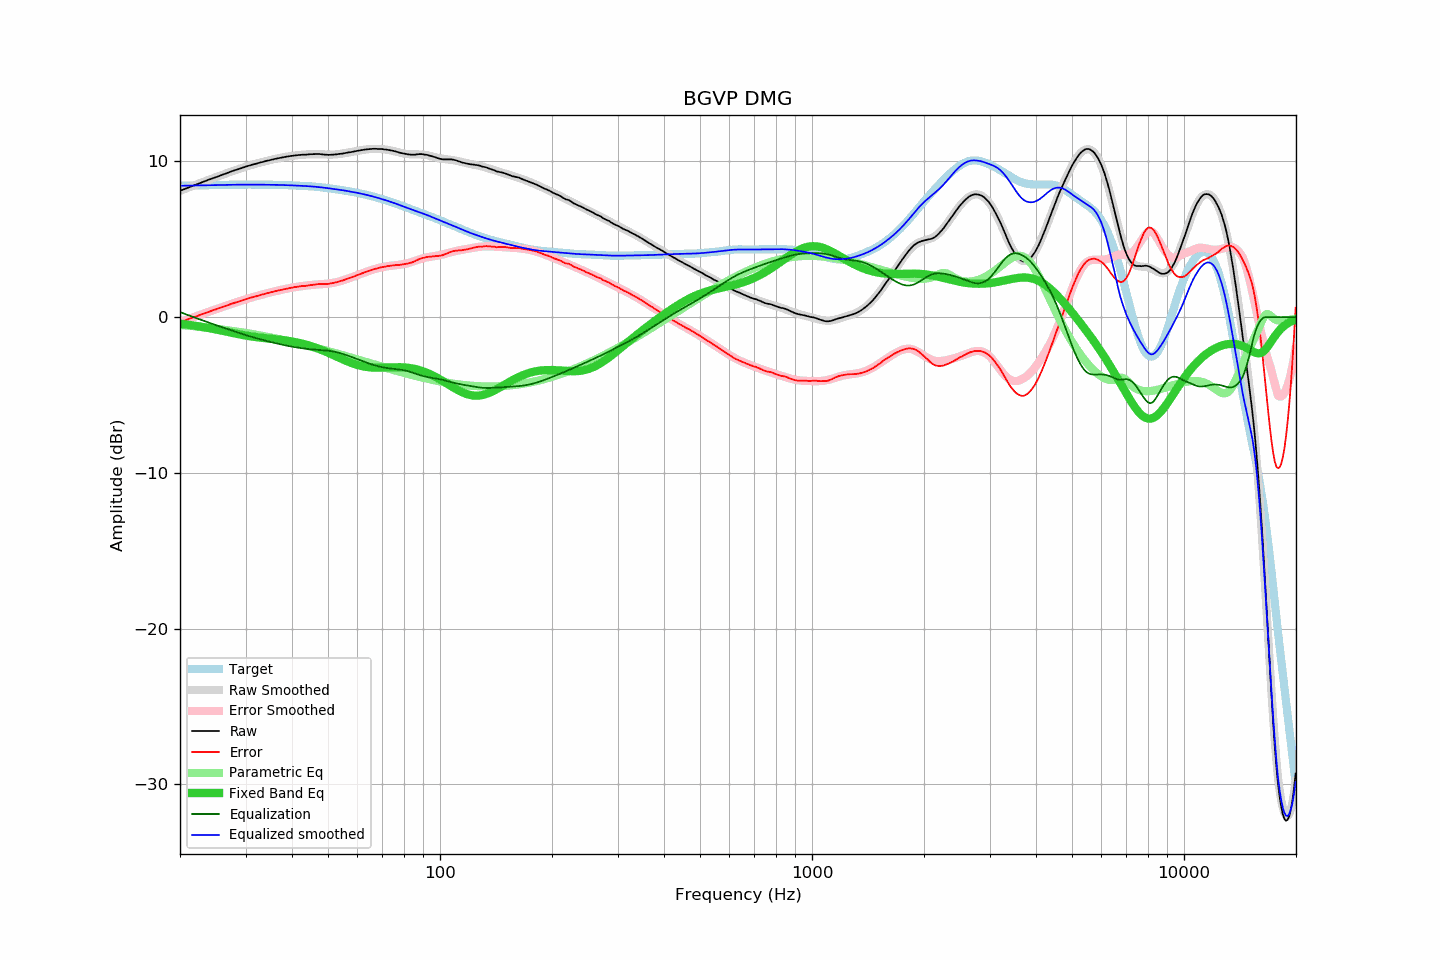 BGVP DMG
10
0
−10
−20
−30
Amplitude (dBr)
Target
Raw Smoothed
Error Smoothed
Raw
Error
Parametric Eq
Fixed Band Eq
Equalization
Equalized smoothed
100
1000
10000
Frequency (Hz)